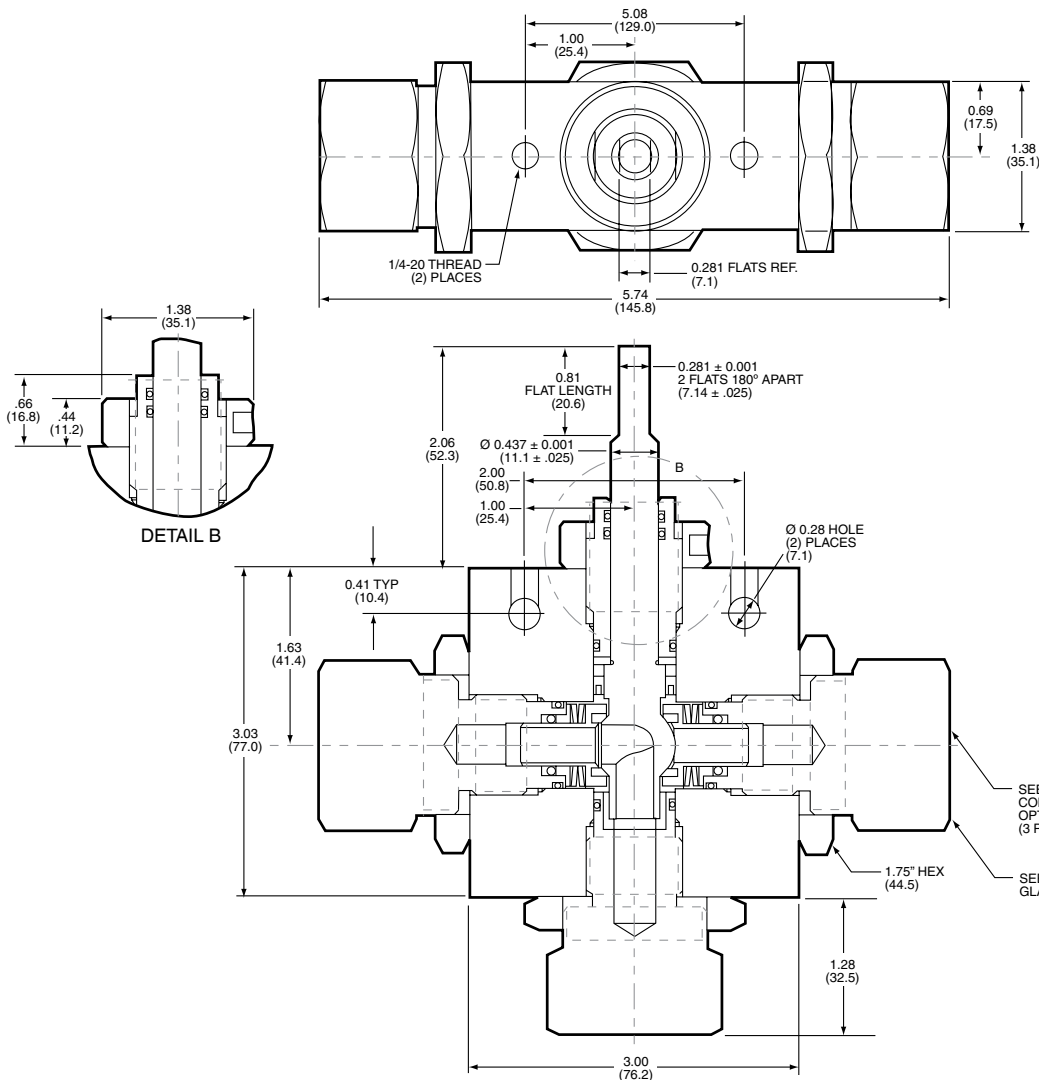 5.08
(129.0)
1.00
(25.4)
0.69
(17.5)
1.38
(35.1)
1/4-20 THREAD
(2) PLACES
0.281 FLATS REF.
(7.1)
5.74
(145.8)
1.38
(35.1)
.66
(16.8)
.44
(11.2)
DETAIL B
2.06
(52.3)
0.81
FLAT LENGTH
(20.6)
0.281 ± 0.001
2 FLATS 180º APART
(7.14 ± .025)
Ø 0.437 ± 0.001
(11.1 ± .025)
B
2.00
(50.8)
1.00
(25.4)
Ø 0.28 HOLE
(2) PLACES
(7.1)
0.41 TYP
(10.4)
1.63
(41.4)
3.03
(77.0)
(3
1.75" HEX
(44.5)
1.28
(32.5)
3.00
(76.2)